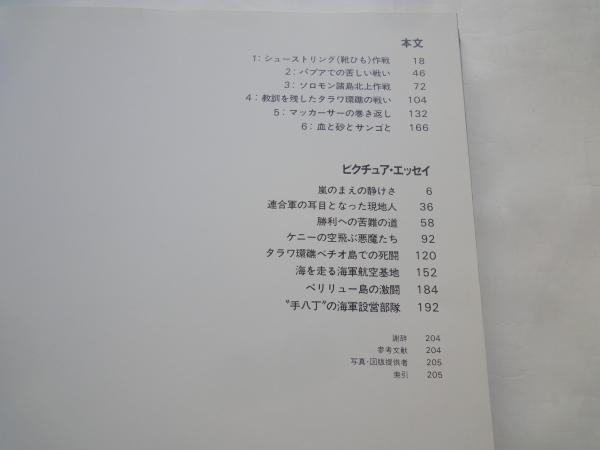 本文
1：シューストリング(靴ひも)作戦 18
2：パプアでの苦しい戦い 46
3：ソロモン諸島北上作戦 72
4：教訓を残したタラワ環礁の戦い 104
5：マッカーサーの巻き返し 132
6：血と砂とサンゴと 166
ピクチュア・エッセイ
嵐のまえの静けさ 6
連合軍の耳目となった現地人 36
勝利への苦難の道 58
ケニーの空飛ぶ悪魔たち 92
タラワ環礁ベチオ島での死闘 120
海を走る海軍航空基地 152
ペリリュー島の激闘 184
"手八丁"の海軍設営部隊 192
謝辞 204
参考文献 204
写真・図版提供者 205
索引 205